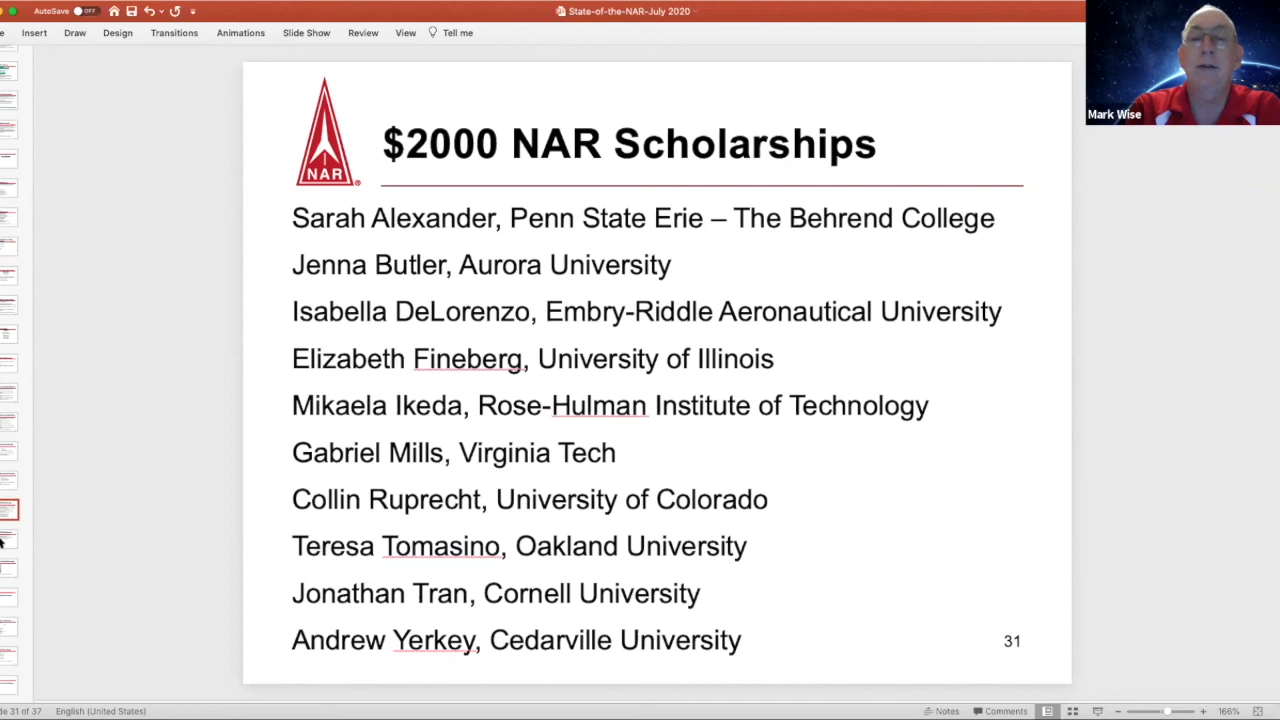 AutoSave OFF
State-of-the-NAR-July 2020
Insert Draw Design Transitions Animations Slide Show Review View Tell me
Mark Wise
NAR
$2000 NAR Scholarships
Sarah Alexander, Penn State Erie – The Behrend College
Jenna Butler, Aurora University
Isabella DeLorenzo, Embry-Riddle Aeronautical University
Elizabeth Fineberg, University of Illinois
Mikaela Ikeda, Rose-Hulman Institute of Technology
Gabriel Mills, Virginia Tech
Collin Ruprecht, University of Colorado
Teresa Tomasino, Oakland University
Jonathan Tran, Cornell University
Andrew Yerkey, Cedarville University
31
de 31 of 37 English (United States) Notes Comments 166%